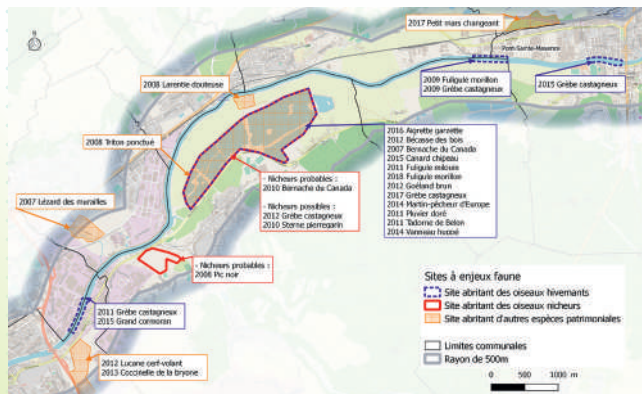 2017 Petit mars changeant
Pont-Sainte-Maxence
2008 Larentie douteuse
2009 Fuligule morillon
2009 Grèbe castagneux
2015 Grèbe castagneux
2008 Triton ponctué
2016 Aigrette garzette
2012 Bécasse des bois
2007 Bernache du Canada
2015 Canard chipeau
2011 Fuligule milouin
2018 Fuligule morillon
2012 Goéland brun
2017 Grèbe castagneux
2014 Martin-pêcheur d'Europe
2011 Pluvier doré
2011 Tadorne de Belon
2014 Vanneau huppé
- Nicheurs probables :
2010 Bernache du Canada
- Nicheurs possibles :
2012 Grèbe castagneux
2010 Sterne pierregarin
2007 Lézard des murailles
- Nicheurs probables :
2008 Pic noir
2011 Grèbe castagneux
2015 Grand cormoran
2012 Lucane cerf-volant
2013 Coccinelle de la bryone
Sites à enjeux faune
Site abritant des oiseaux hivernants
Site abritant des oiseaux nicheurs
Site abritant d'autres espèces patrimoniales
Limites communales
Rayon de 500m
0 500 1000 m